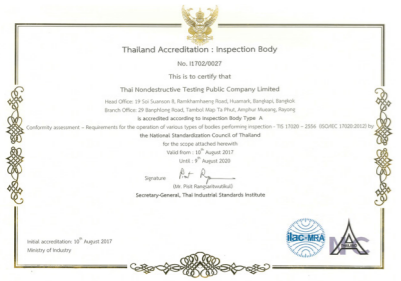 Thailand Accreditation : Inspection Body
No. I1702/0027
This is to certify that
Thai Nondestructive Testing Public Company Limited
Head Office: 19 Soi Suanson 8, Ramkhamhaeng Road, Huamark, Bangkapi, Bangkok
Branch Office: 29 Banphlong Road, Tambol Map Ta Phut, Amphur Mueang, Rayong
is accredited according to Inspection Body Type A
Conformity assessment – Requirements for the operation of various types of bodies performing inspection - TIS 17020 - 2556 (ISO/IEC 17020:2012) by
the National Standardization Council of Thailand
for the scope attached herewith
Valid from : 10th August 2017
Until : 9th August 2020
Signature
Secretary-General, Thai Industrial Standards Institute
Initial accreditation: 10th August 2017
Ministry of Industry
ilac-MRA